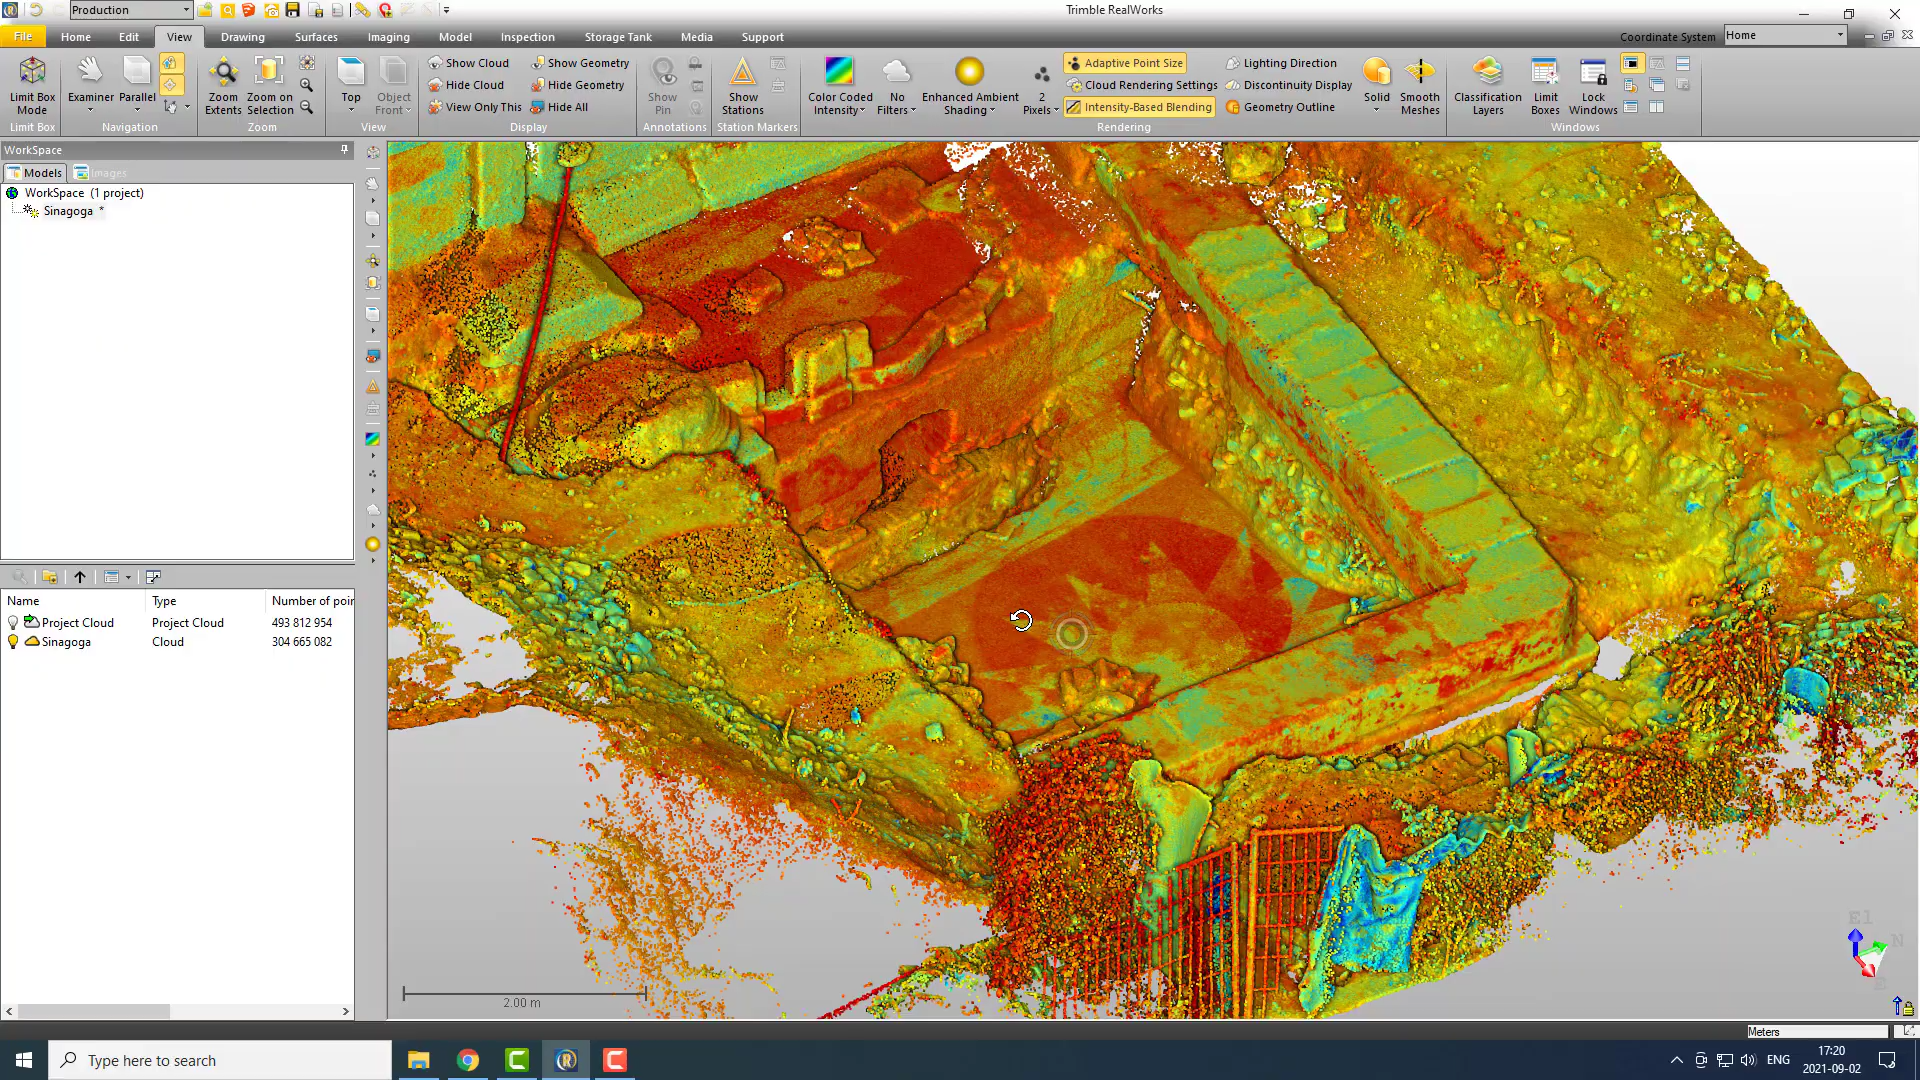 Production
Trimble RealWorks
File
Home
Edit
View
Drawing
Surfaces
Imaging
Model
Inspection
Storage Tank
Media
Support
Coordinate System
Home
Limit Box
Mode
Examiner
Parallel
Zoom
Extents
Zoom on
Selection
Top
Object
Front
Show Cloud
Hide Cloud
View Only This
Show Geometry
Hide Geometry
Hide All
Show
Pin
Show
Stations
Color Coded
Intensity
No
Filters
Enhanced Ambient
Shading
2
Pixels
Adaptive Point Size
Cloud Rendering Settings
Intensity-Based Blending
Lighting Direction
Discontinuity Display
Geometry Outline
Solid
Smooth
Meshes
Classification
Layers
Limit
Boxes
Lock
Windows
Limit Box
Navigation
Zoom
View
Display
Annotations
Station Markers
Rendering
Windows
WorkSpace
Models
Images
WorkSpace (1 project)
Sinagoga *
Name
Type
Number of poin
Project Cloud
Project Cloud
493 812 954
Sinagoga
Cloud
304 665 082
2.00 m
El
N
E
Meters
Type here to search
ENG
17:20
2021-09-02